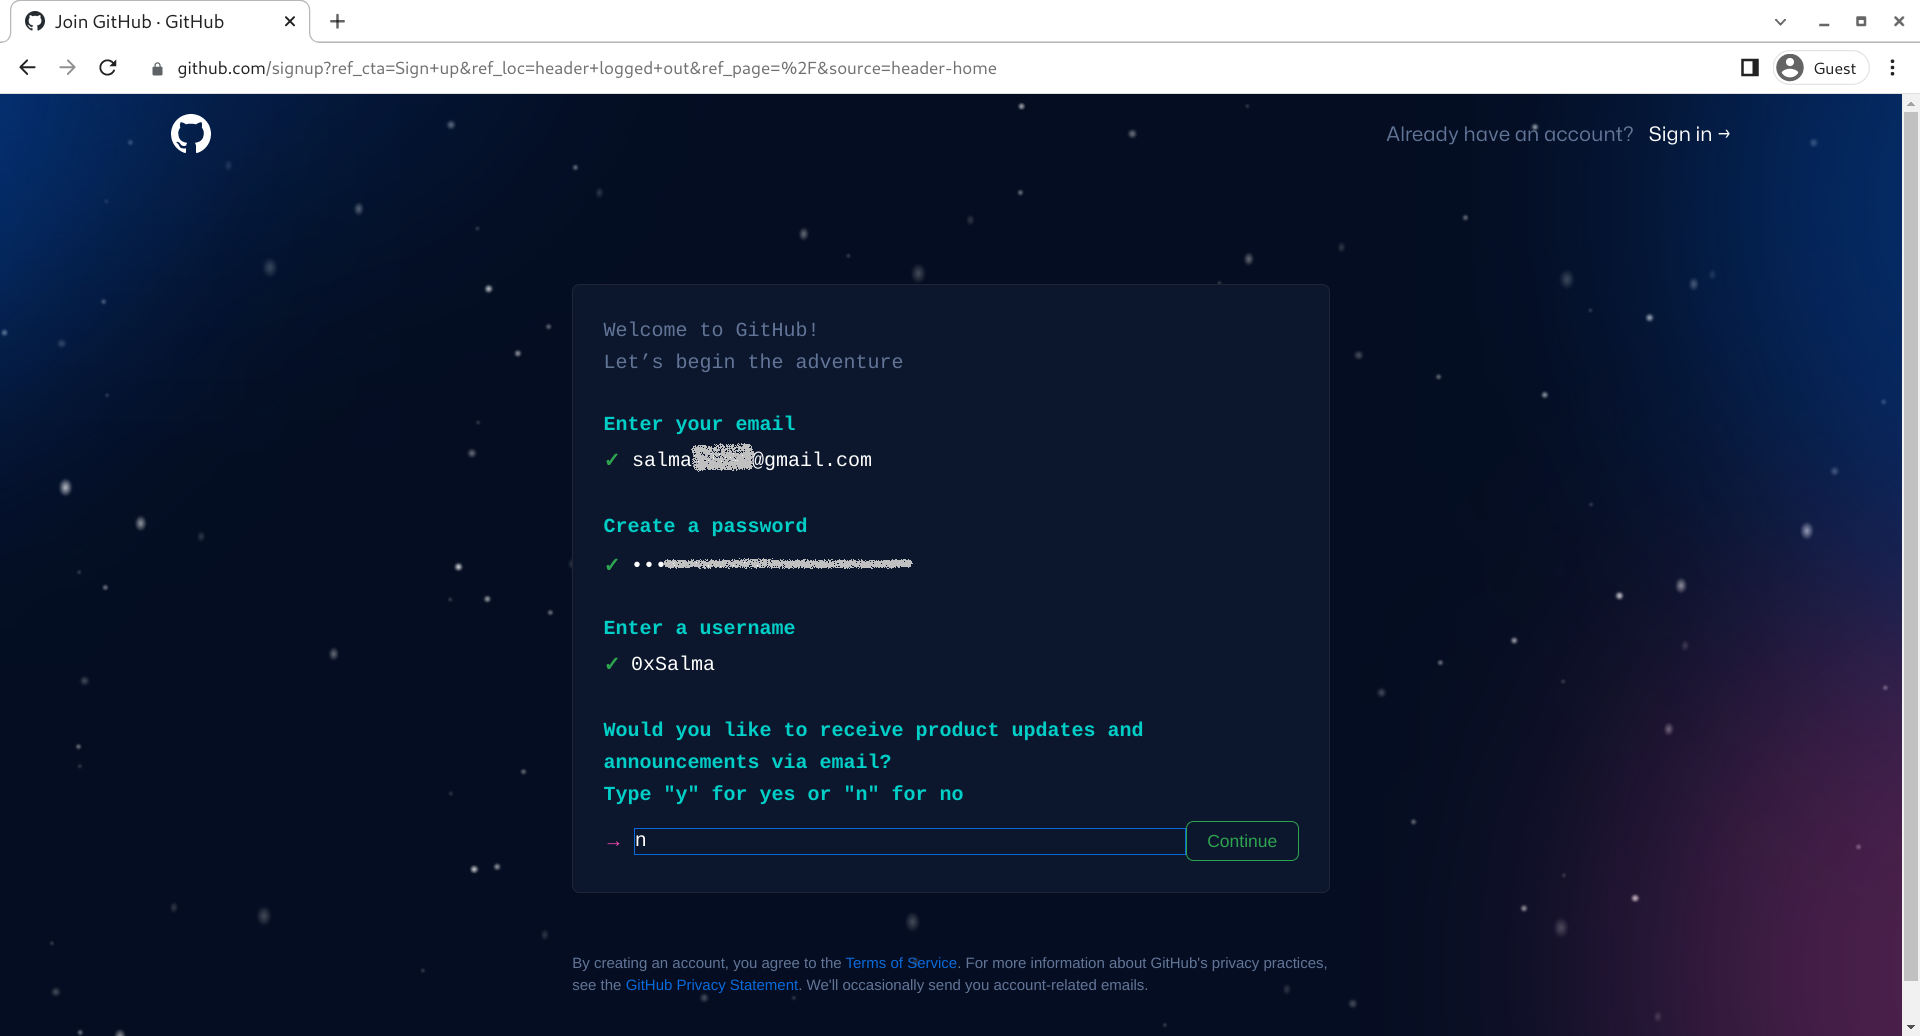 Join GitHub · GitHub
github.com/signup?ref_cta=Sign+up&ref_loc=header+logged+out&ref_page=%2F&source=header-home
Guest
Already have an account? Sign in →
Welcome to GitHub!
Let’s begin the adventure
Enter your email
✓ salma @gmail.com
Create a password
✓ •••
Enter a username
✓ 0xSalma
Would you like to receive product updates and
announcements via email?
Type "y" for yes or "n" for no
→ n Continue
By creating an account, you agree to the Terms of Service. For more information about GitHub's privacy practices,
see the GitHub Privacy Statement. We'll occasionally send you account-related emails.